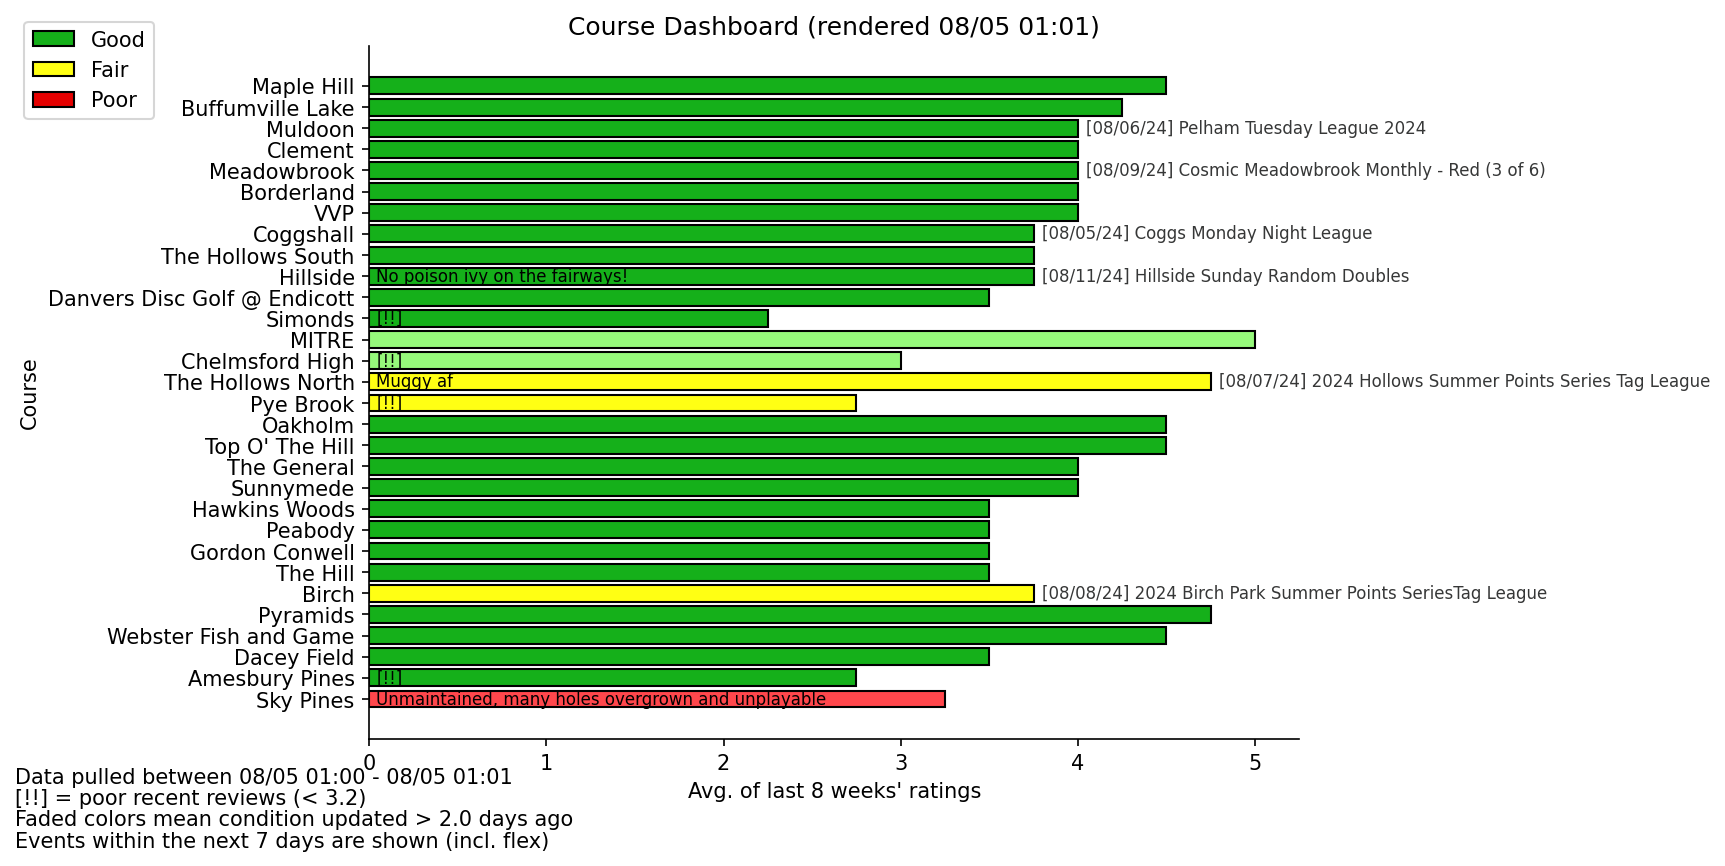 Course Dashboard (rendered 08/05 01:01)
Good
Fair
Poor
Course
Maple Hill
Buffumville Lake
Muldoon [08/06/24] Pelham Tuesday League 2024
Clement
Meadowbrook [08/09/24] Cosmic Meadowbrook Monthly - Red (3 of 6)
Borderland
VVP
Coggshall [08/05/24] Coggs Monday Night League
The Hollows South
Hillside No poison ivy on the fairways! [08/11/24] Hillside Sunday Random Doubles
Danvers Disc Golf @ Endicott
Simonds [!!]
MITRE
Chelmsford High [!!]
The Hollows North Muggy af [08/07/24] 2024 Hollows Summer Points Series Tag League
Pye Brook [!!]
Oakholm
Top O' The Hill
The General
Sunnymede
Hawkins Woods
Peabody
Gordon Conwell
The Hill
Birch [08/08/24] 2024 Birch Park Summer Points SeriesTag League
Pyramids
Webster Fish and Game
Dacey Field
Amesbury Pines [!!]
Sky Pines Unmaintained, many holes overgrown and unplayable
0 1 2 3 4 5
Avg. of last 8 weeks' ratings
Data pulled between 08/05 01:00 - 08/05 01:01
[!!] = poor recent reviews (< 3.2)
Faded colors mean condition updated > 2.0 days ago
Events within the next 7 days are shown (incl. flex)